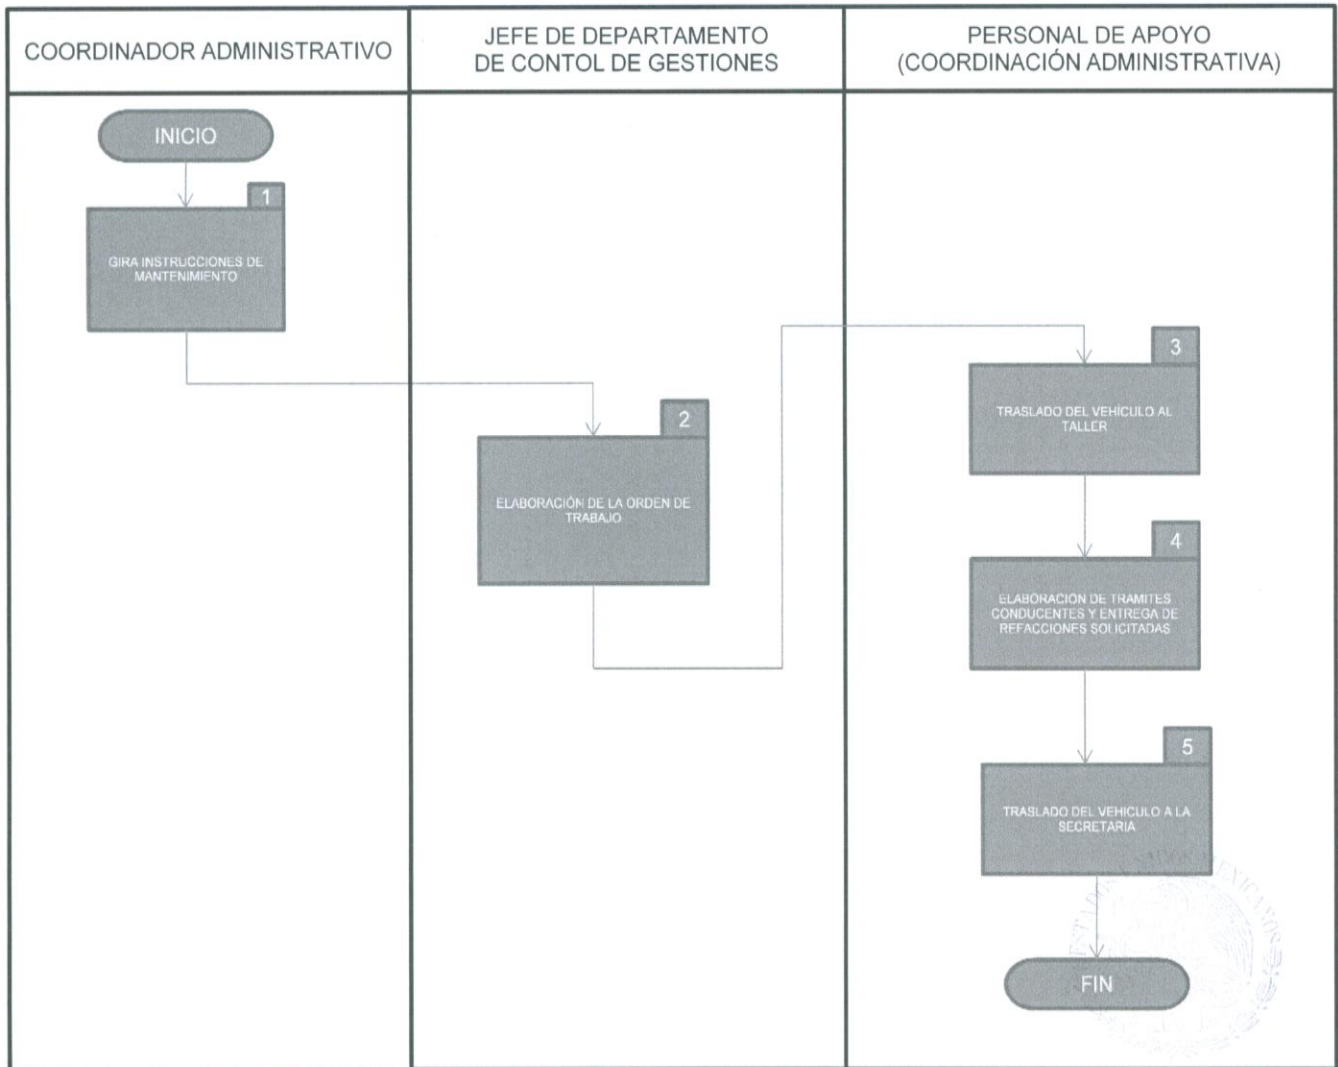 COORDINADOR ADMINISTRATIVO
JEFE DE DEPARTAMENTO
DE CONTOL DE GESTIONES
PERSONAL DE APOYO
(COORDINACIÓN ADMINISTRATIVA)
INICIO
1
GIRA INSTRUCCIONES DE
MANTENIMIENTO
2
ELABORACIÓN DE LA ORDEN DE
TRABAJO
3
TRASLADO DEL VEHÍCULO AL
TALLER
4
ELABORACION DE TRAMITES
CONDUCENTES Y ENTREGA DE
REFACCIONES SOLICITADAS
5
TRASLADO DEL VEHICULO A LA
SECRETARIA
FIN